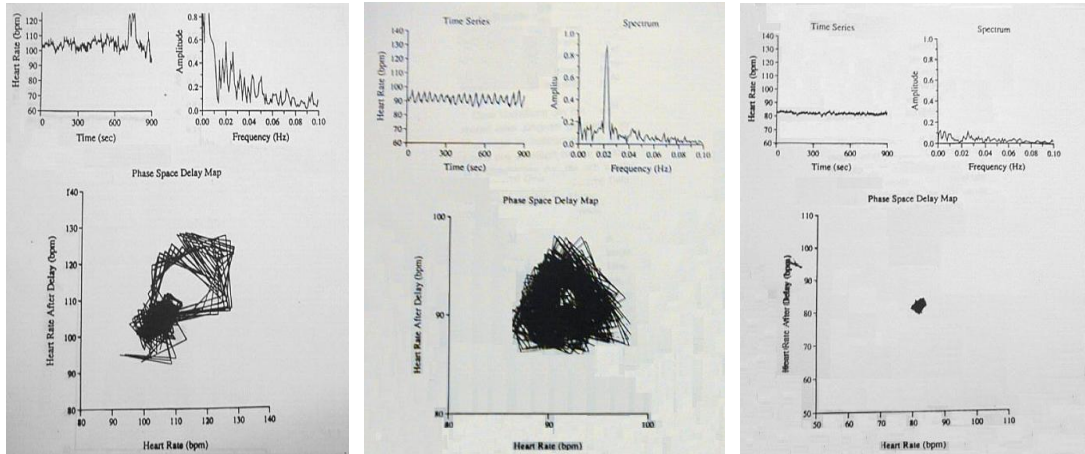 Heart Rate (bpm)
120
110
100
90
80
70
60
0 300 600 900
Time (sec)
Amplitude
0.8
0.6
0.4
0.2
0.0
0.00 0.02 0.04 0.06 0.08 0.10
Frequency (Hz)
Phase Space Delay Map
Heart Rate After Delay (bpm)
140
130
120
110
100
90
80
80 90 100 110 120 130 140
Heart Rate (bpm)
Time Series
Heart Rate (bpm)
140
130
120
110
100
90
80
70
60
0 300 600 900
Time (sec)
Spectrum
Amplitu
1.0
0.8
0.6
0.4
0.2
0.0
0.00 0.02 0.04 0.06 0.08 0.10
Frequency (Hz)
Phase Space Delay Map
Heart Rate After Delay (bpm)
100
90
80
80 90 100
Heart Rate (bpm)
Time Series
Heart Rate (bpm)
140
130
120
110
100
90
80
70
60
0 300 600 900
Time (sec)
Spectrum
Amplitude
1.0
0.8
0.6
0.4
0.2
0.0
0.00 0.02 0.04 0.06 0.08 0.10
Frequency (Hz)
Phase Space Delay Map
Heart Rate After Delay (bpm)
110
100
90
80
70
60
50
50 60 70 80 90 100 110
Heart Rate (bpm)